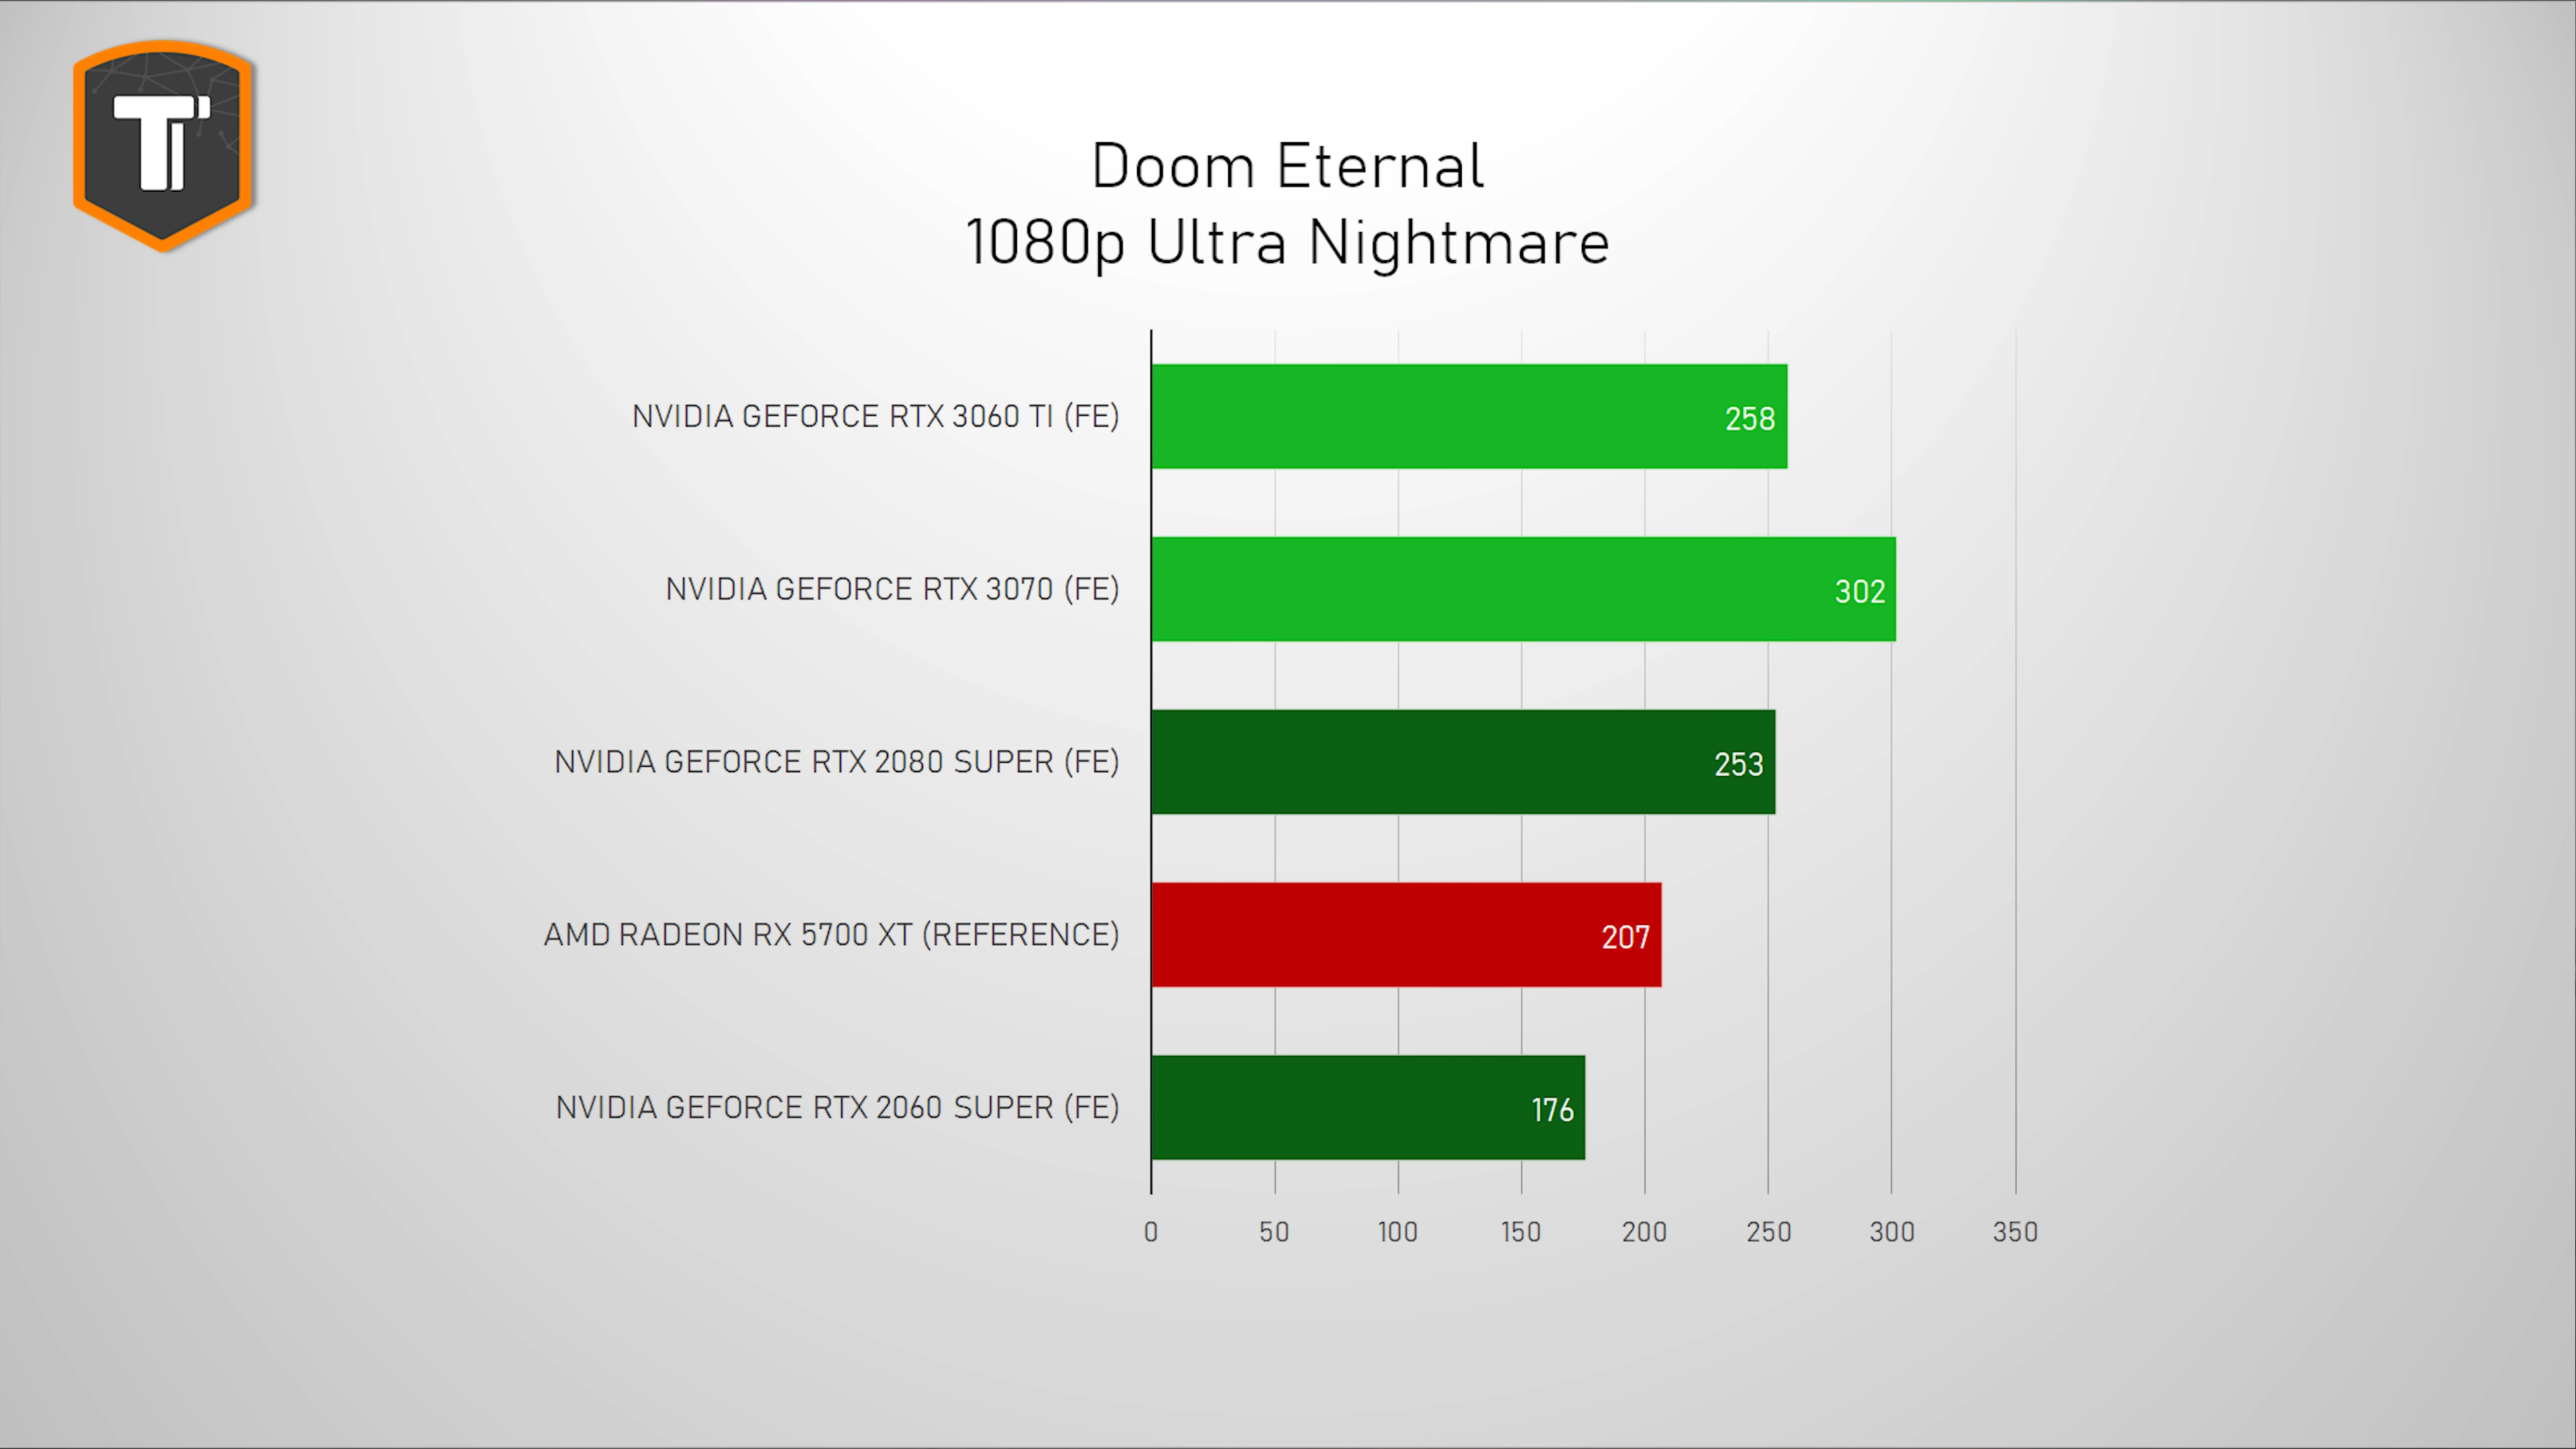 T
Doom Eternal
1080p Ultra Nightmare
NVIDIA GEFORCE RTX 3060 TI (FE)
258
NVIDIA GEFORCE RTX 3070 (FE)
302
NVIDIA GEFORCE RTX 2080 SUPER (FE)
253
AMD RADEON RX 5700 XT (REFERENCE)
207
NVIDIA GEFORCE RTX 2060 SUPER (FE)
176
0 50 100 150 200 250 300 350